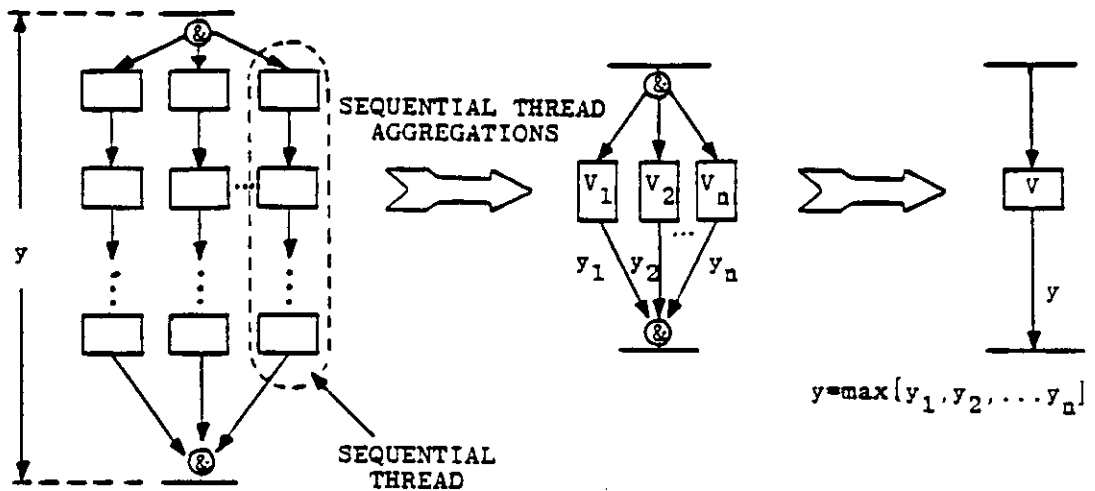 &
SEQUENTIAL THREAD
AGGREGATIONS
y
...
&
SEQUENTIAL
THREAD
&
V1 V2 Vn
...
y1 y2 yn
&
V
y
y=max{y1,y2,...yn]